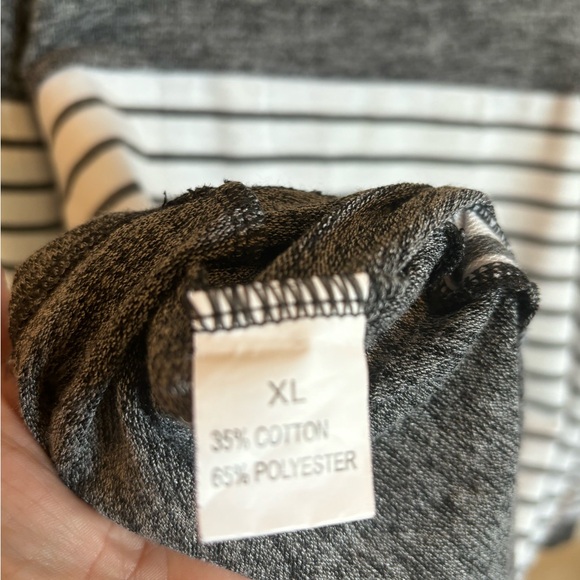 XL
35% COTTON
65% POLYESTER